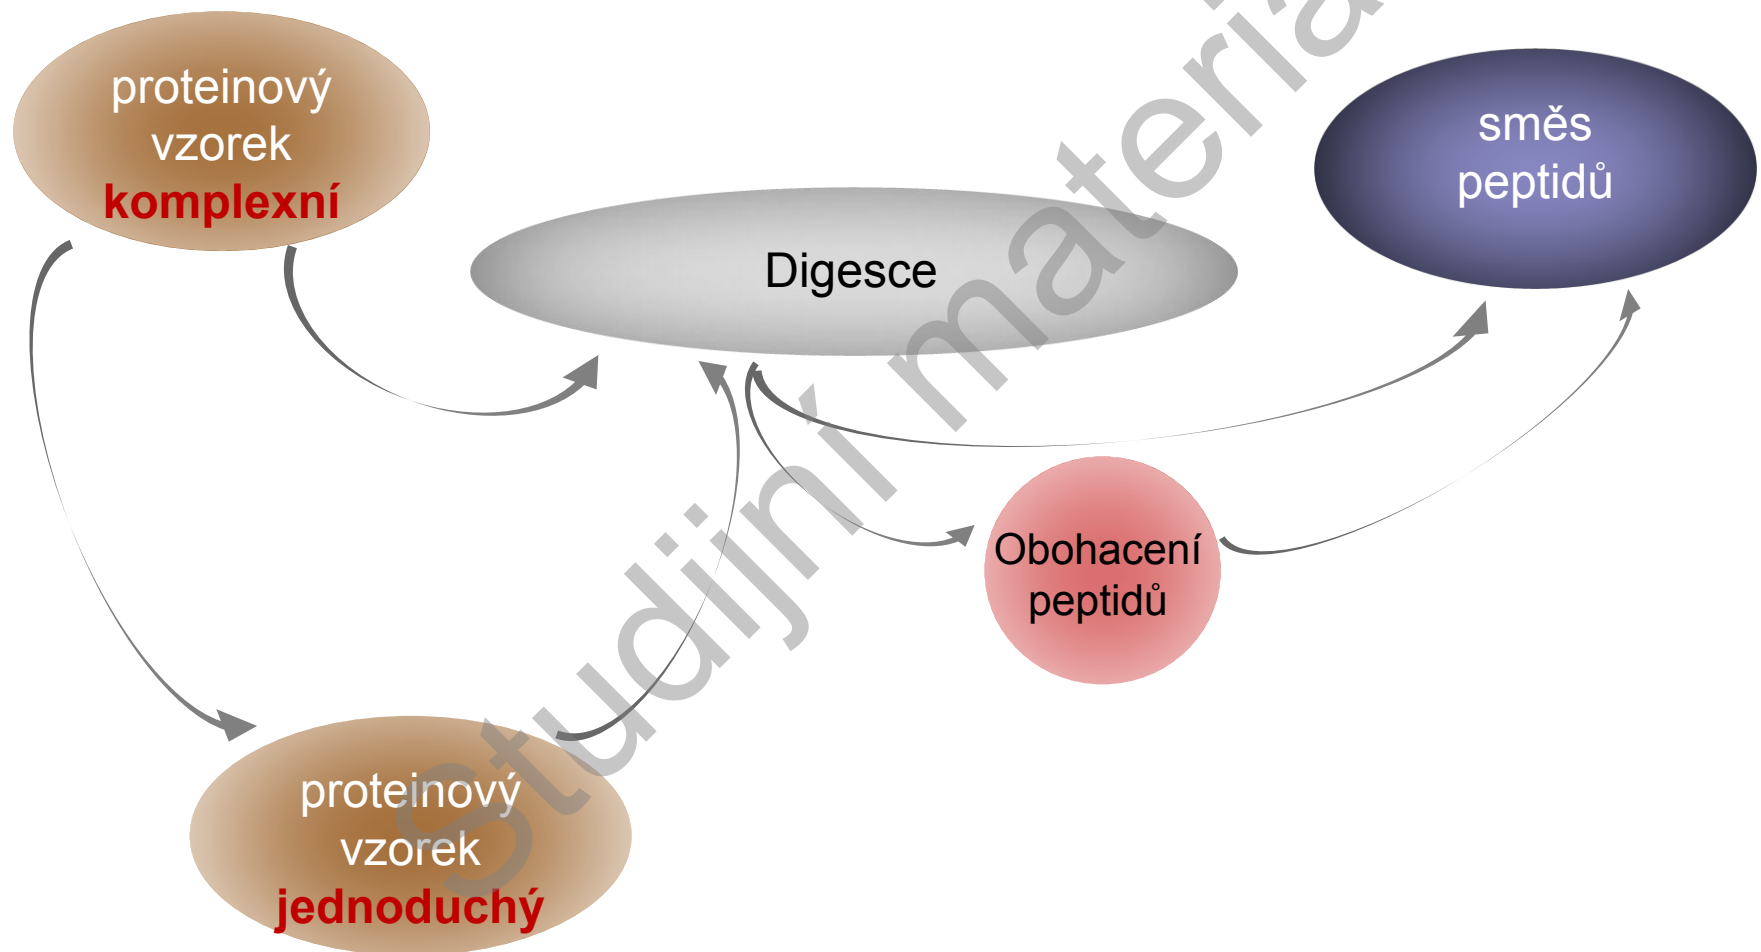 proteinový
vzorek
komplexní
směs
peptidů
Digesce
Obohacení
peptidů
proteinový
vzorek
jednoduchý
Studijní materiá